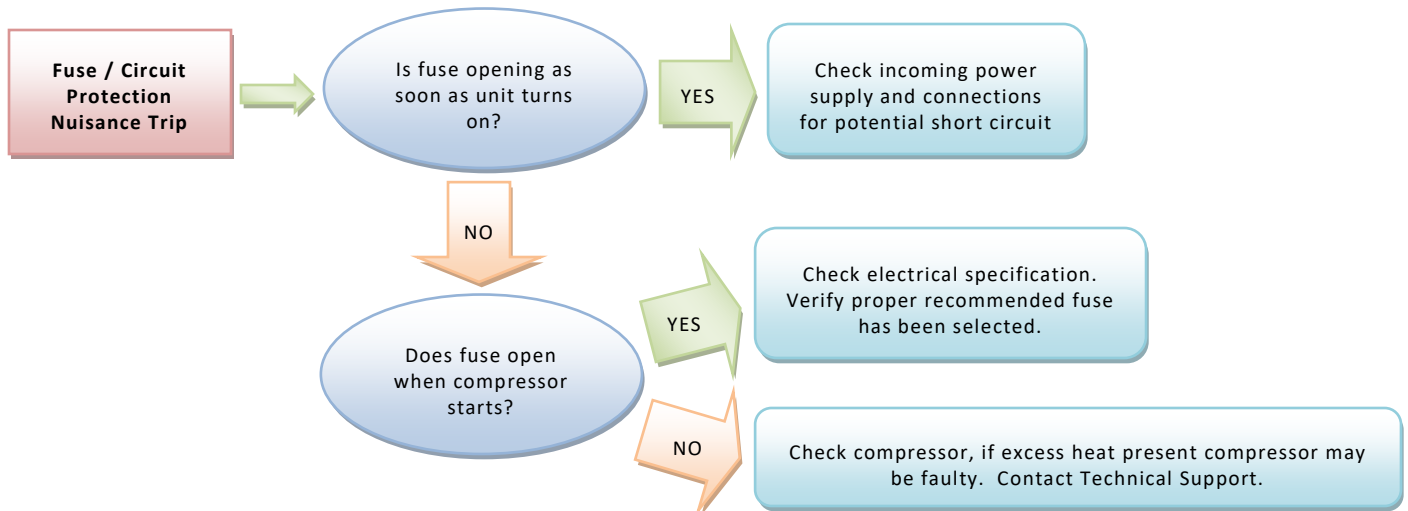 Fuse / Circuit
Protection
Nuisance Trip
Is fuse opening as
soon as unit turns
on?
YES
Check incoming power
supply and connections
for potential short circuit
NO
Does fuse open
when compressor
starts?
YES
Check electrical specification.
Verify proper recommended fuse
has been selected.
NO
Check compressor, if excess heat present compressor may
be faulty.  Contact Technical Support.